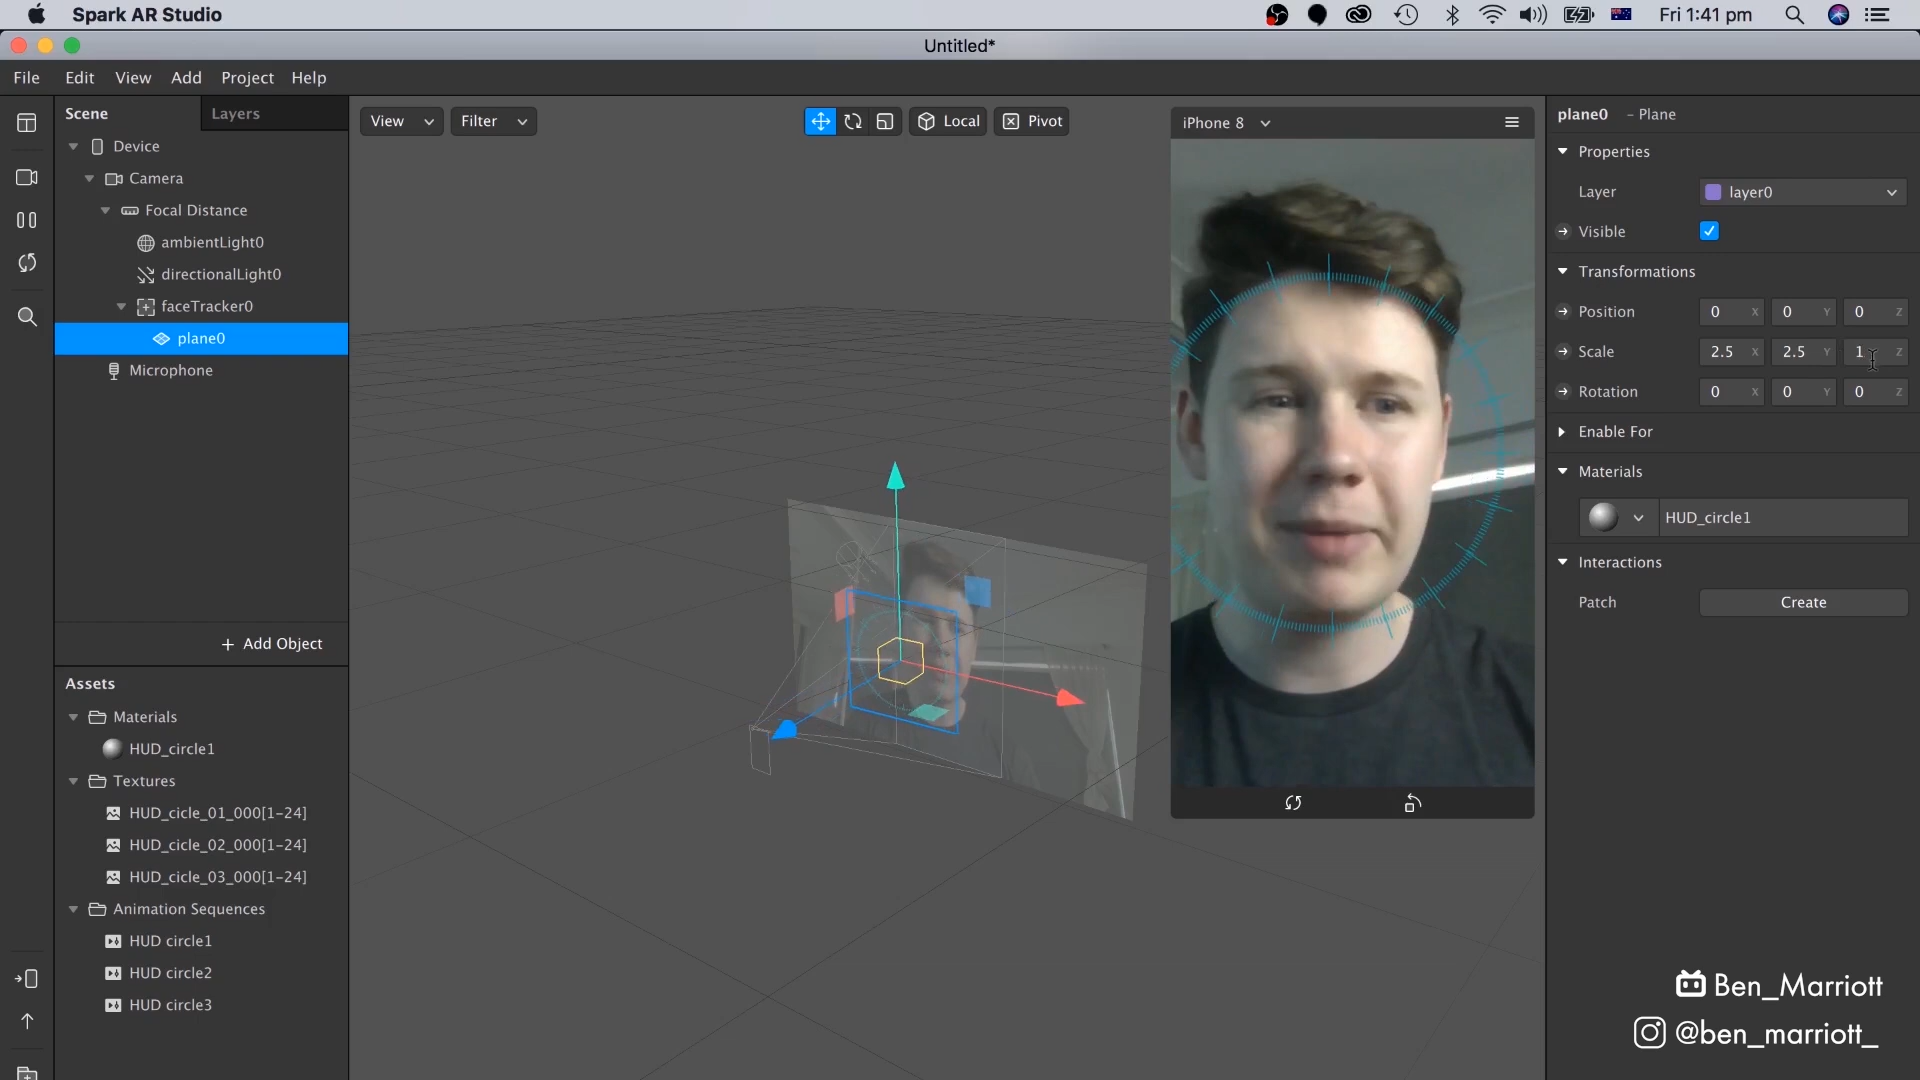 Spark AR Studio
Fri 1:41 pm
Untitled*
File Edit View Add Project Help
Scene Layers
Device
Camera
Focal Distance
ambientLight0
directionalLight0
faceTracker0
plane0
Microphone
+ Add Object
Assets
Materials
HUD_circle1
Textures
HUD_cicle_01_000[1-24]
HUD_cicle_02_000[1-24]
HUD_cicle_03_000[1-24]
Animation Sequences
HUD circle1
HUD circle2
HUD circle3
View Filter Local Pivot
iPhone 8
plane0 - Plane
Properties
Layer layer0
Visible
Transformations
Position 0 X 0 Y 0 Z
Scale 2.5 X 2.5 Y 1 Z
Rotation 0 X 0 Y 0 Z
Enable For
Materials
HUD_circle1
Interactions
Patch Create
Ben_Marriott
@ben_marriott_